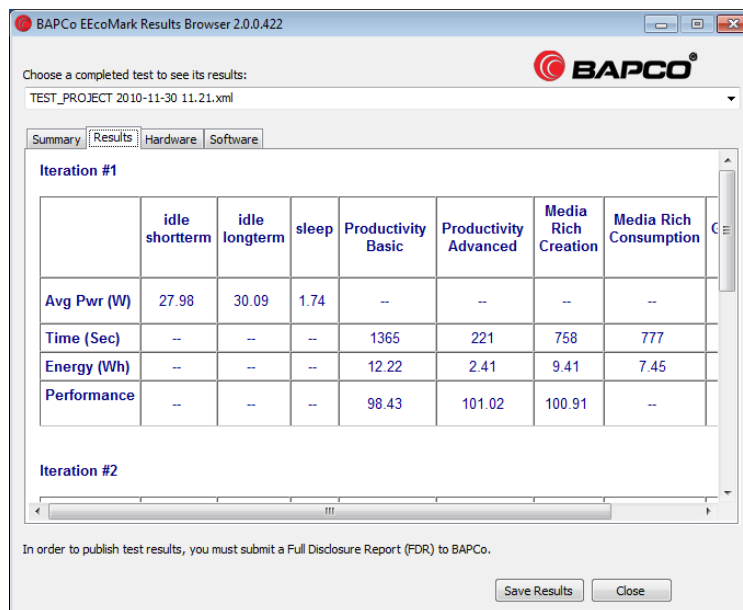 BAPCo EEcoMark Results Browser 2.0.0.422
BAPCO®
Choose a completed test to see its results:
TEST_PROJECT 2010-11-30 11.21.xml
Summary Results Hardware Software
Iteration #1
idle shortterm idle longterm sleep Productivity Basic Productivity Advanced Media Rich Creation Media Rich Consumption
Avg Pwr (W) 27.98 30.09 1.74 -- -- -- --
Time (Sec) -- -- -- 1365 221 758 777
Energy (Wh) -- -- -- 12.22 2.41 9.41 7.45
Performance -- -- -- 98.43 101.02 100.91 --
Iteration #2
In order to publish test results, you must submit a Full Disclosure Report (FDR) to BAPCo.
Save Results Close